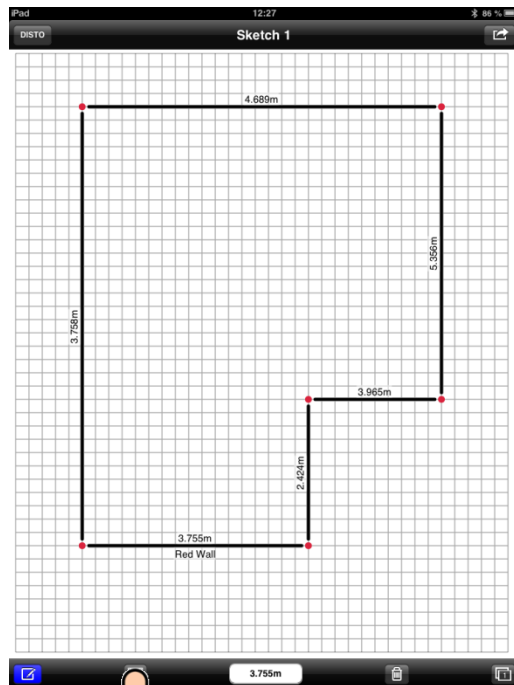 iPad
12:27
86 %
DISTO
Sketch 1
4.689m
5.356m
3.758m
3.965m
2.424m
3.755m
Red Wall
3.755m
1